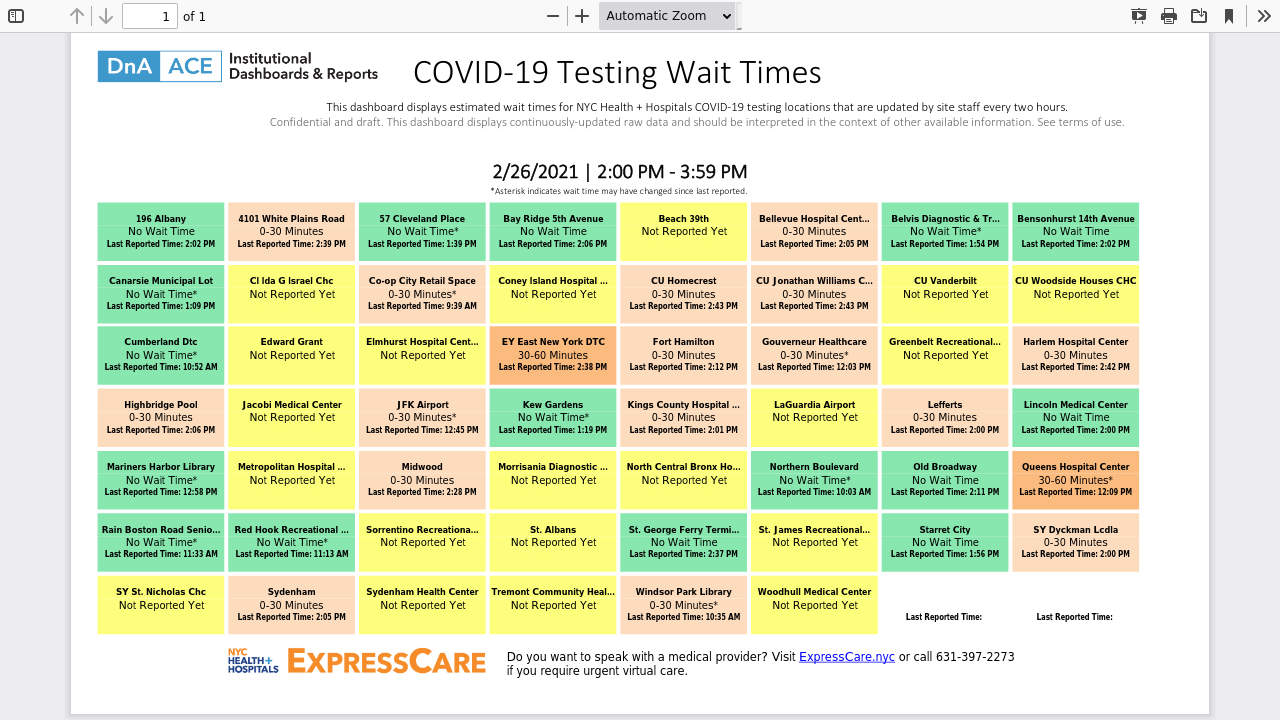 1 of 1
Automatic Zoom
DnA ACE Institutional
Dashboards & Reports
COVID-19 Testing Wait Times
This dashboard displays estimated wait times for NYC Health + Hospitals COVID-19 testing locations that are updated by site staff every two hours.
Confidential and draft. This dashboard displays continuously-updated raw data and should be interpreted in the context of other available information. See terms of use.
2/26/2021 | 2:00 PM - 3:59 PM
*Asterisk indicates wait time may have changed since last reported.
196 Albany
No Wait Time
Last Reported Time: 2:02 PM
4101 White Plains Road
0-30 Minutes
Last Reported Time: 2:39 PM
57 Cleveland Place
No Wait Time*
Last Reported Time: 1:39 PM
Bay Ridge 5th Avenue
No Wait Time
Last Reported Time: 2:06 PM
Beach 39th
Not Reported Yet
Bellevue Hospital Cent...
0-30 Minutes
Last Reported Time: 2:05 PM
Belvis Diagnostic & Tr...
No Wait Time*
Last Reported Time: 1:54 PM
Bensonhurst 14th Avenue
No Wait Time
Last Reported Time: 2:02 PM
Canarsie Municipal Lot
No Wait Time*
Last Reported Time: 1:09 PM
Cl Ida G Israel Chc
Not Reported Yet
Co-op City Retail Space
0-30 Minutes*
Last Reported Time: 9:39 AM
Coney Island Hospital ...
Not Reported Yet
CU Homecrest
0-30 Minutes
Last Reported Time: 2:43 PM
CU Jonathan Williams C...
0-30 Minutes
Last Reported Time: 2:43 PM
CU Vanderbilt
Not Reported Yet
CU Woodside Houses CHC
Not Reported Yet
Cumberland Dtc
No Wait Time*
Last Reported Time: 10:52 AM
Edward Grant
Not Reported Yet
Elmhurst Hospital Cent...
Not Reported Yet
EY East New York DTC
30-60 Minutes
Last Reported Time: 2:38 PM
Fort Hamilton
0-30 Minutes
Last Reported Time: 2:12 PM
Gouverneur Healthcare
0-30 Minutes*
Last Reported Time: 12:03 PM
Greenbelt Recreational...
Not Reported Yet
Harlem Hospital Center
0-30 Minutes
Last Reported Time: 2:42 PM
Highbridge Pool
0-30 Minutes
Last Reported Time: 2:06 PM
Jacobi Medical Center
Not Reported Yet
JFK Airport
0-30 Minutes*
Last Reported Time: 12:45 PM
Kew Gardens
No Wait Time*
Last Reported Time: 1:19 PM
Kings County Hospital ...
0-30 Minutes
Last Reported Time: 2:01 PM
LaGuardia Airport
Not Reported Yet
Lefferts
0-30 Minutes
Last Reported Time: 2:00 PM
Lincoln Medical Center
No Wait Time
Last Reported Time: 2:00 PM
Mariners Harbor Library
No Wait Time*
Last Reported Time: 12:58 PM
Metropolitan Hospital ...
Not Reported Yet
Midwood
0-30 Minutes
Last Reported Time: 2:28 PM
Morrisania Diagnostic ...
Not Reported Yet
North Central Bronx Ho...
Not Reported Yet
Northern Boulevard
No Wait Time*
Last Reported Time: 10:03 AM
Old Broadway
No Wait Time
Last Reported Time: 2:11 PM
Queens Hospital Center
30-60 Minutes*
Last Reported Time: 12:09 PM
Rain Boston Road Senio...
No Wait Time*
Last Reported Time: 11:33 AM
Red Hook Recreational ...
No Wait Time*
Last Reported Time: 11:13 AM
Sorrentino Recreationa...
Not Reported Yet
St. Albans
Not Reported Yet
St. George Ferry Termi...
No Wait Time
Last Reported Time: 2:37 PM
St. James Recreational...
Not Reported Yet
Starret City
No Wait Time
Last Reported Time: 1:56 PM
SY Dyckman Lcdla
0-30 Minutes
Last Reported Time: 2:00 PM
SY St. Nicholas Chc
Not Reported Yet
Sydenham
0-30 Minutes
Last Reported Time: 2:05 PM
Sydenham Health Center
Not Reported Yet
Tremont Community Heal...
Not Reported Yet
Windsor Park Library
0-30 Minutes*
Last Reported Time: 10:35 AM
Woodhull Medical Center
Not Reported Yet
Last Reported Time:
Last Reported Time:
NYC
HEALTH+
HOSPITALS
EXPRESSCARE
Do you want to speak with a medical provider? Visit ExpressCare.nyc or call 631-397-2273
if you require urgent virtual care.